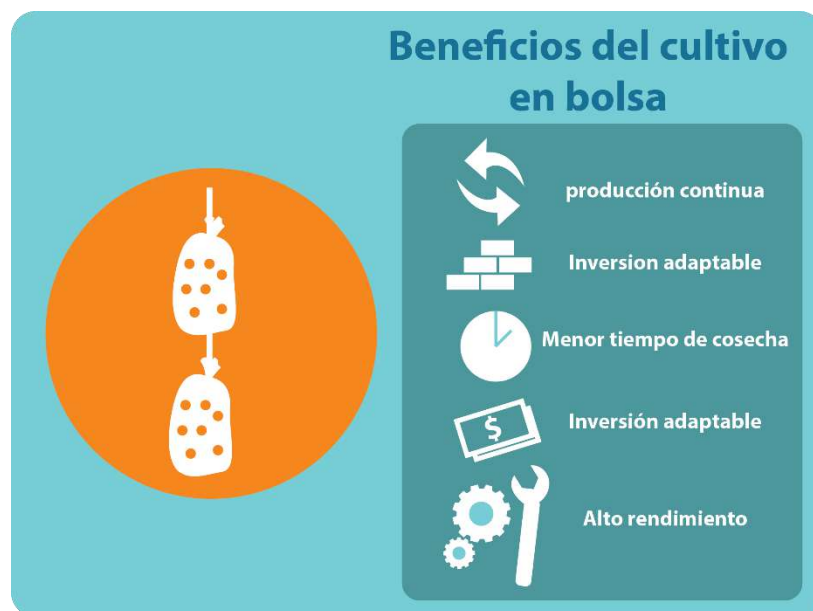 Beneficios del cultivo
en bolsa
producción continua
Inversion adaptable
Menor tiempo de cosecha
$
Inversión adaptable
Alto rendimiento